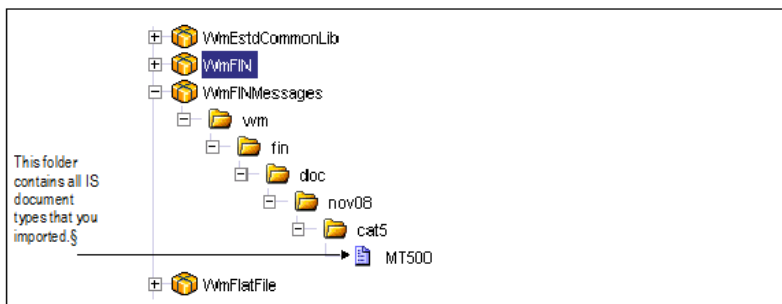 WmEstdCommonLib
WmFIN
WmFINMessages
wm
fin
doc
nov08
cat5
MT500
WmFlatFile
This folder
contains all IS
document
types that you
imported.§